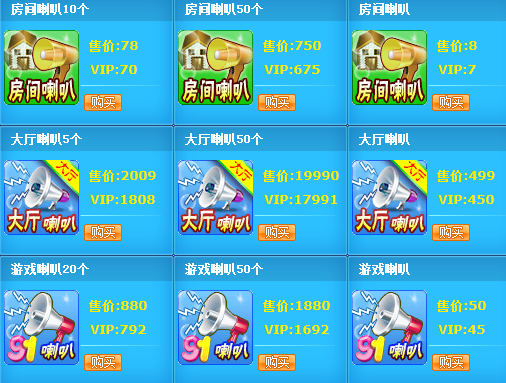 房间喇叭10个
房间喇叭50个
房间喇叭
房间喇叭
售价:78
VIP:70
购买
房间喇叭
售价:750
VIP:675
购买
房间喇叭
售价:8
VIP:7
购买
大厅喇叭5个
大厅喇叭50个
大厅喇叭
大厅
大厅喇叭
售价:2009
VIP:1808
购买
大厅
大厅喇叭
售价:19990
VIP:17991
购买
大厅
大厅喇叭
售价:499
VIP:450
购买
游戏喇叭20个
游戏喇叭50个
游戏喇叭
91喇叭
售价:880
VIP:792
购买
91喇叭
售价:1880
VIP:1692
购买
91喇叭
售价:50
VIP:45
购买